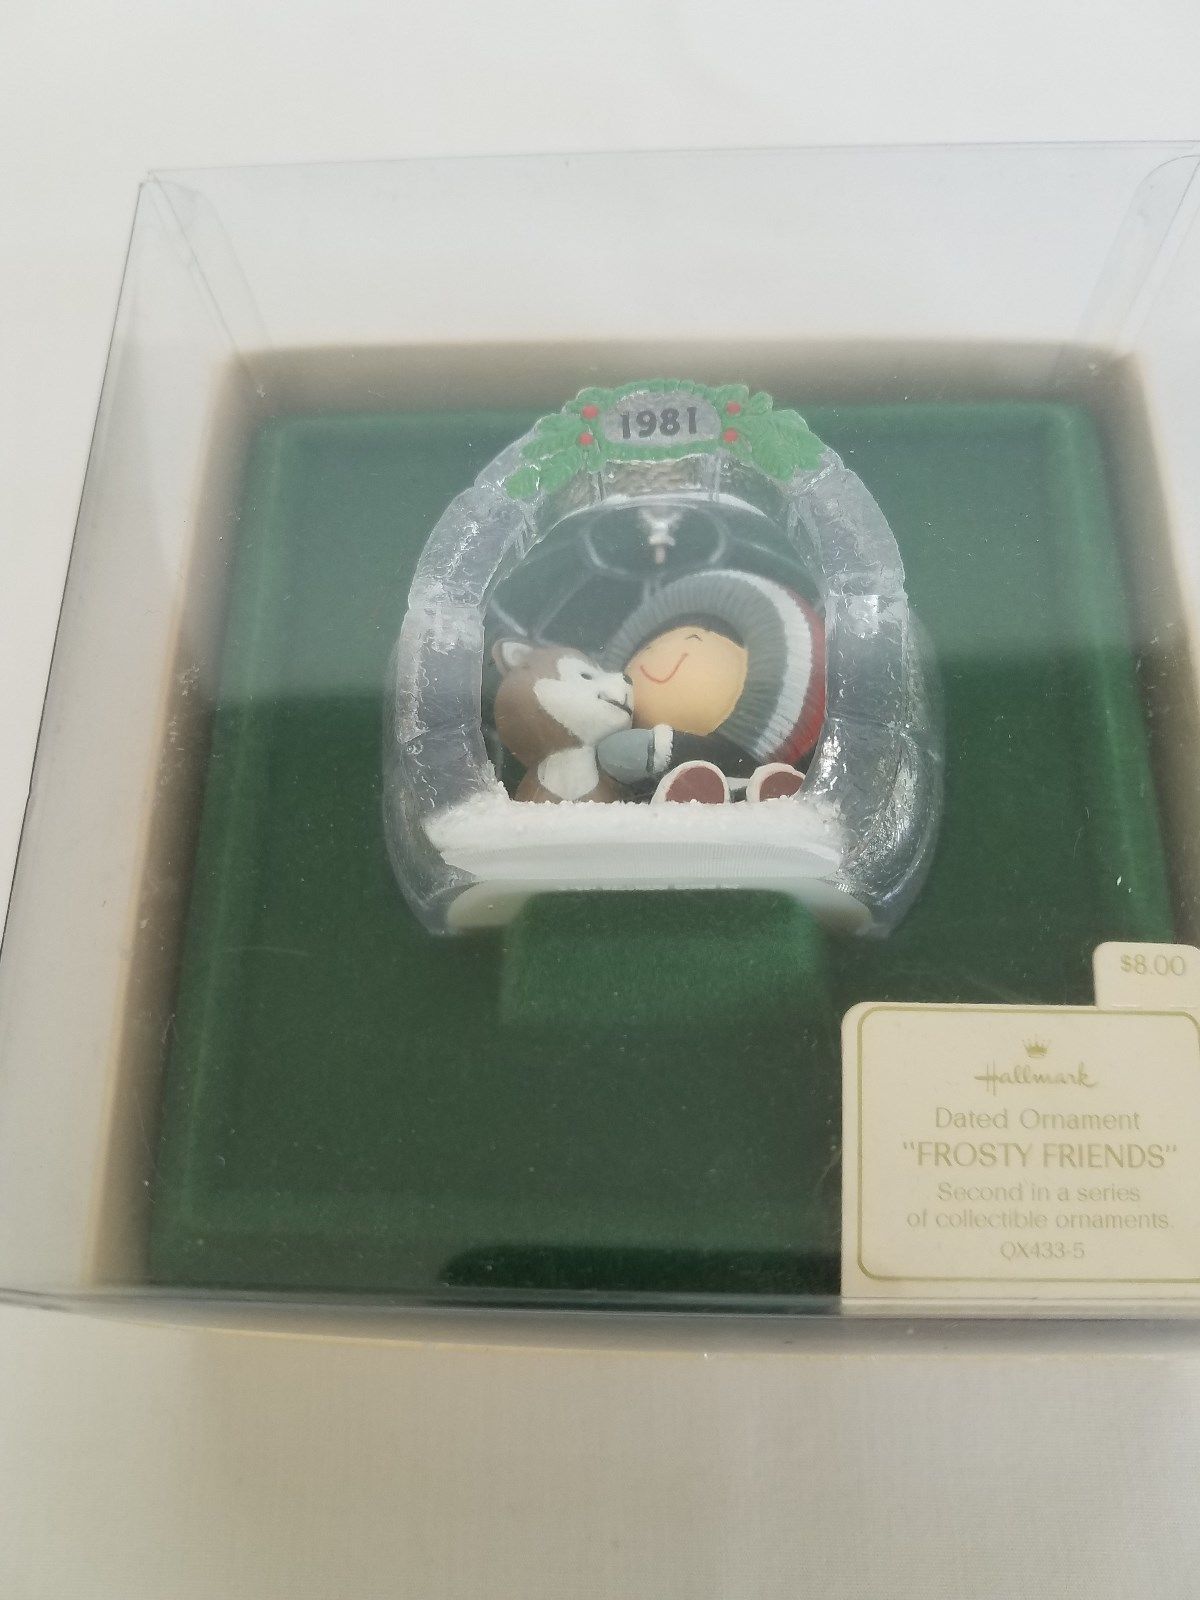 1981
$8.00
Hallmark
Dated Ornament
"FROSTY FRIENDS"
Second in a series
of collectible ornaments.
QX433-5